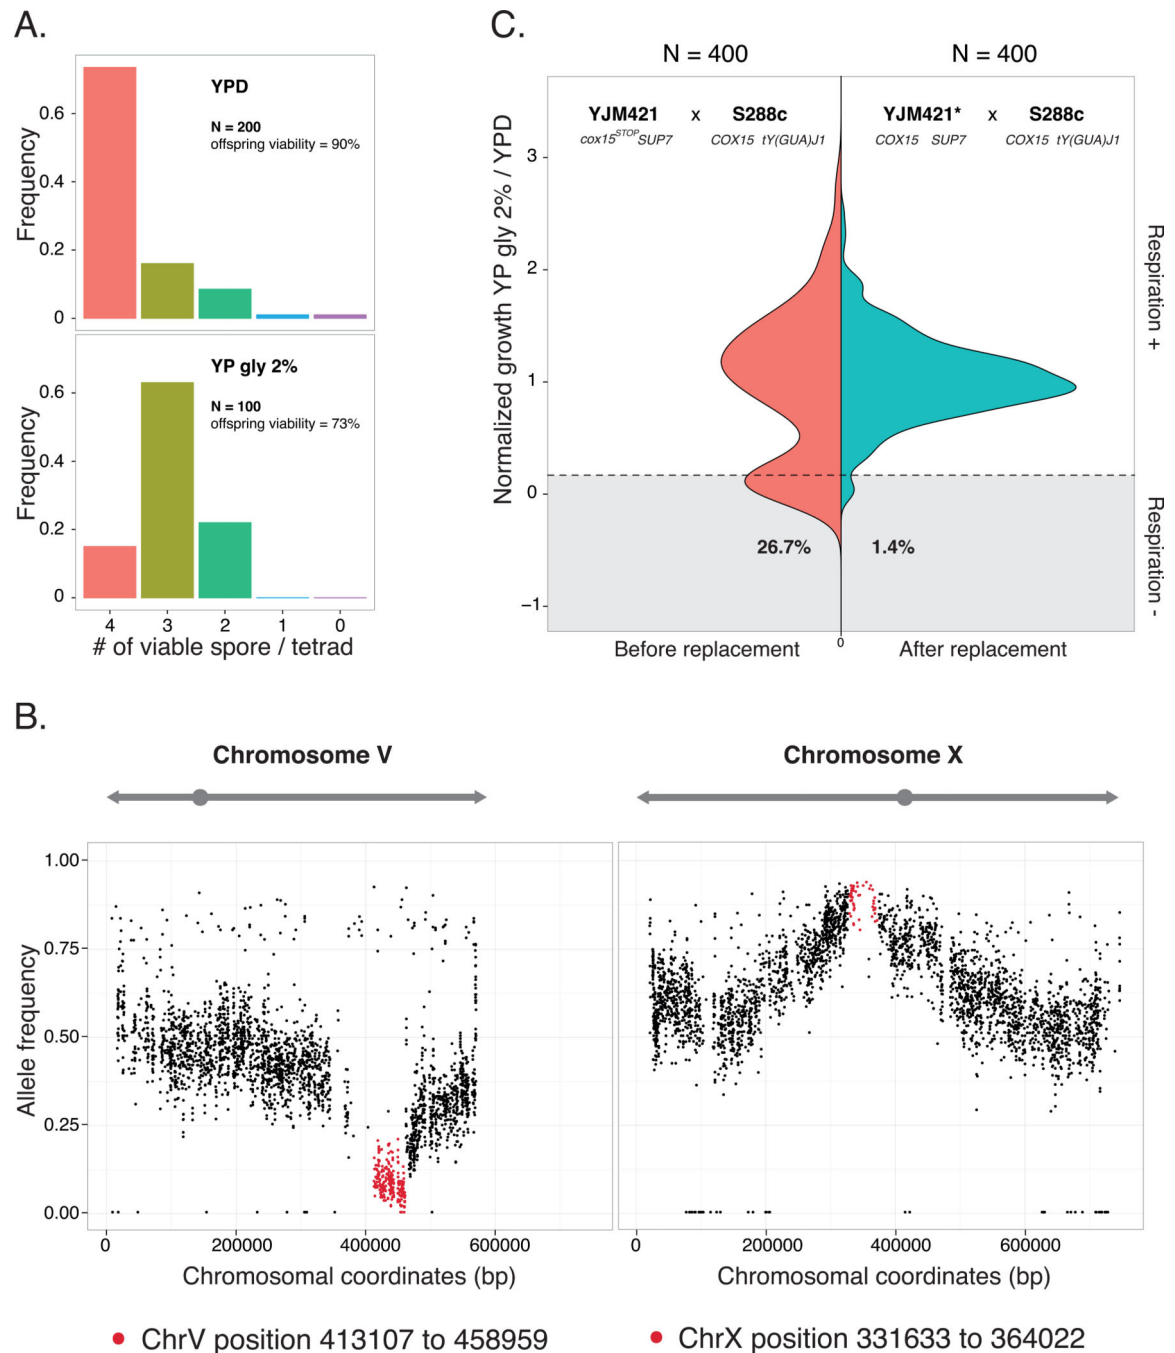 A.
YPD
N = 200
offspring viability = 90%
Frequency
0.6
0.4
0.2
0
YP gly 2%
N = 100
offspring viability = 73%
Frequency
0.6
0.4
0.2
0
4 3 2 1 0
# of viable spore / tetrad
C.
N = 400 N = 400
YJM421 x S288c YJM421* x S288c
cox15STOP SUP7 COX15 tY(GUA)J1 COX15 SUP7 COX15 tY(GUA)J1
Normalized growth YP gly 2% / YPD
3
2
1
0
−1
Respiration +
Respiration -
26.7% 1.4%
Before replacement 0 After replacement
B.
Chromosome V Chromosome X
Allele frequency
1.00
0.75
0.50
0.25
0.00
0 200000 400000 600000 0 200000 400000 600000
Chromosomal coordinates (bp) Chromosomal coordinates (bp)
ChrV position 413107 to 458959 ChrX position 331633 to 364022